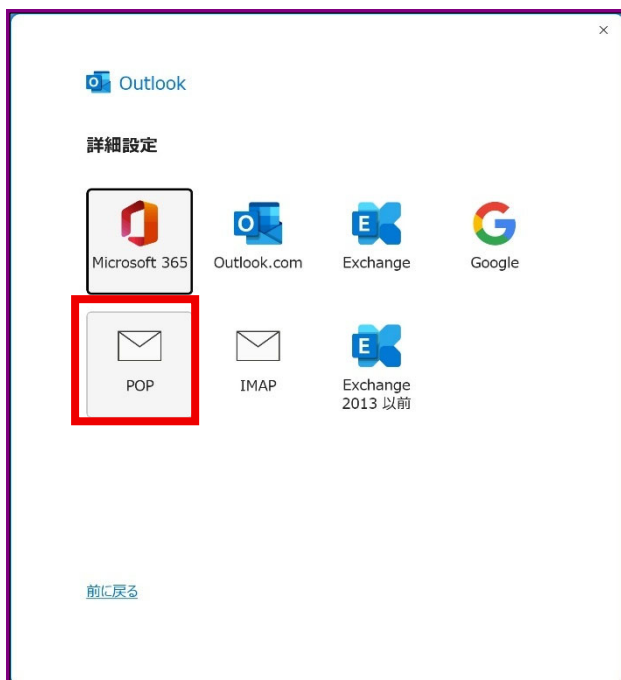 ×
Outlook
詳細設定
Microsoft 365
Outlook.com
Exchange
Google
POP
IMAP
Exchange
2013 以前
前に戻る